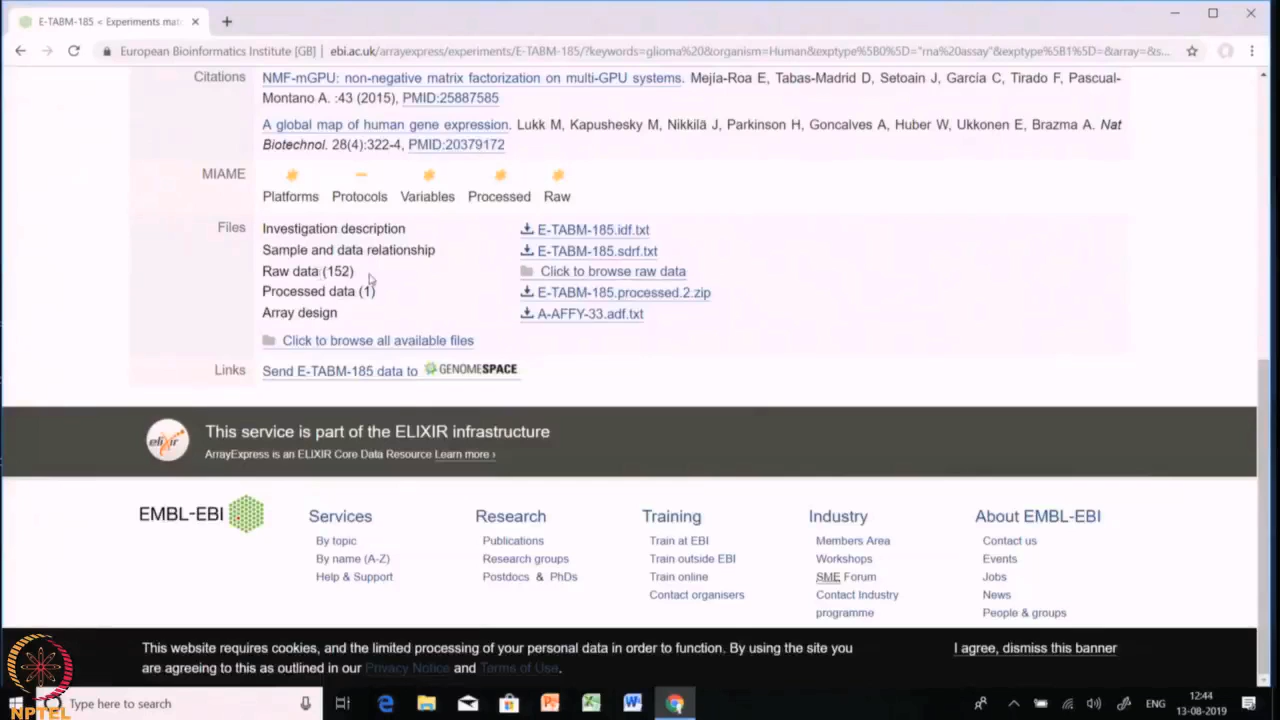 E-TABM-185 < Experiments mat
European Bioinformatics Institute [GB] | ebi.ac.uk/arrayexpress/experiments/E-TABM-185/?keywords=glioma%20&organism=Human&exptype%5B0%5D="rna%20assay"&exptype%5B1%5D=&array=&s...
Citations NMF-mGPU: non-negative matrix factorization on multi-GPU systems. Mejía-Roa E, Tabas-Madrid D, Setoain J, García C, Tirado F, Pascual-
Montano A. :43 (2015), PMID:25887585
A global map of human gene expression. Lukk M, Kapushesky M, Nikkilä J, Parkinson H, Goncalves A, Huber W, Ukkonen E, Brazma A. Nat
Biotechnol. 28(4):322-4, PMID:20379172
MIAME
Platforms Protocols Variables Processed Raw
Files Investigation description E-TABM-185.idf.txt
Sample and data relationship E-TABM-185.sdrf.txt
Raw data (152) Click to browse raw data
Processed data (1) E-TABM-185.processed.2.zip
Array design A-AFFY-33.adf.txt
Click to browse all available files
Links Send E-TABM-185 data to GENOMESPACE
elixir This service is part of the ELIXIR infrastructure
ArrayExpress is an ELIXIR Core Data Resource Learn more ›
EMBL-EBI Services Research Training Industry About EMBL-EBI
By topic Publications Train at EBI Members Area Contact us
By name (A-Z) Research groups Train outside EBI Workshops Events
Help & Support Postdocs & PhDs Train online SME Forum Jobs
Contact organisers Contact Industry News
programme People & groups
This website requires cookies, and the limited processing of your personal data in order to function. By using the site you I agree, dismiss this banner
are agreeing to this as outlined in our Privacy Notice and Terms of Use.
Type here to search ENG 12:44
13-08-2019
NPTEL